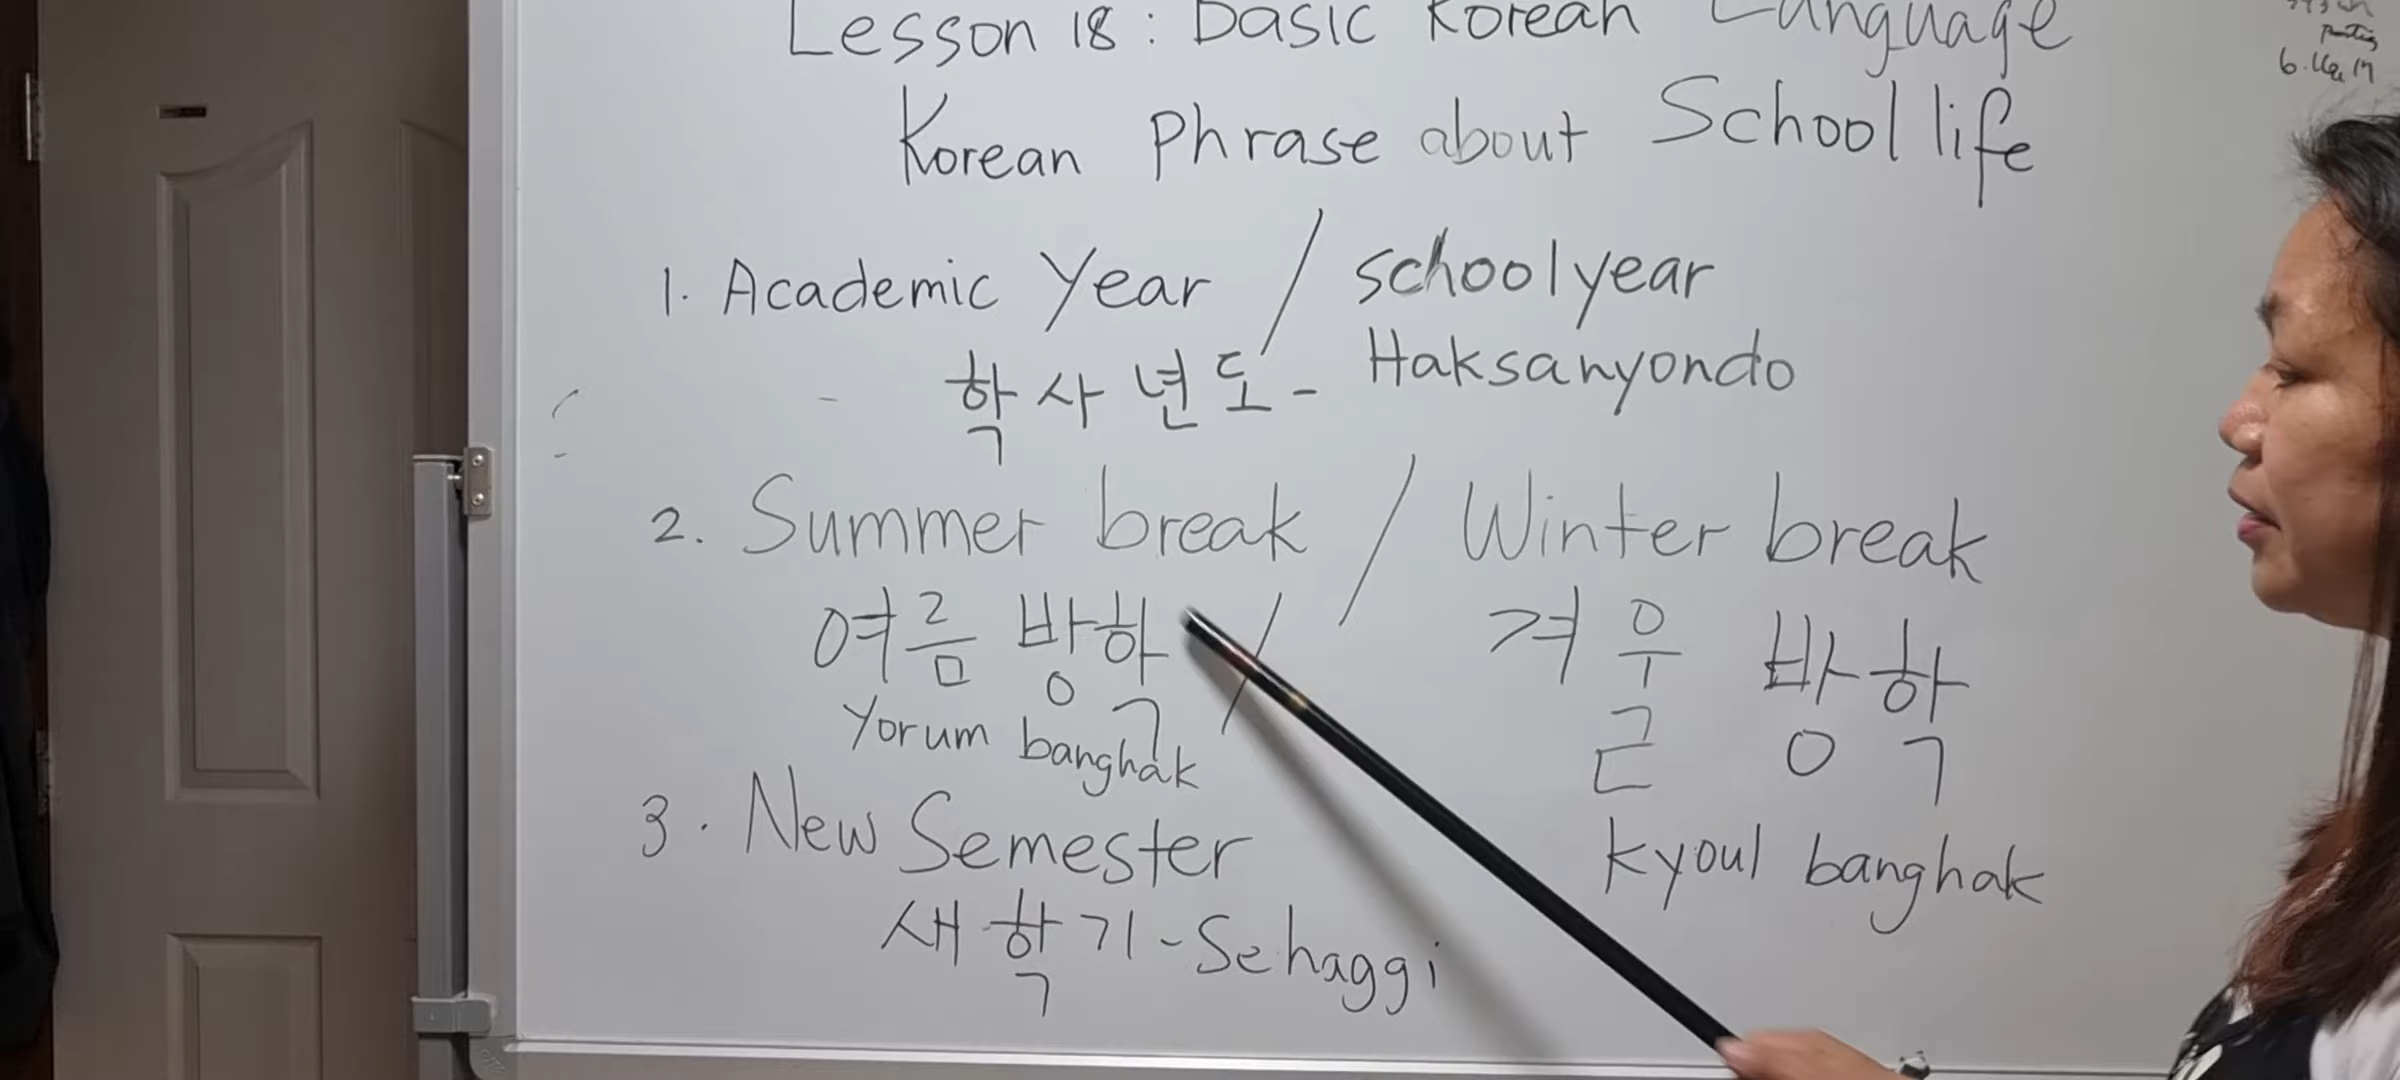 Lesson 18: Basic Korean Language
Korean Phrase about School life
1. Academic Year / schoolyear
학사년도 - Haksanyondo
2. Summer break / Winter break
여름 방학 / 겨울 방학
Yorum banghak
kyoul banghak
3. New Semester
새학기 - Sehaggi